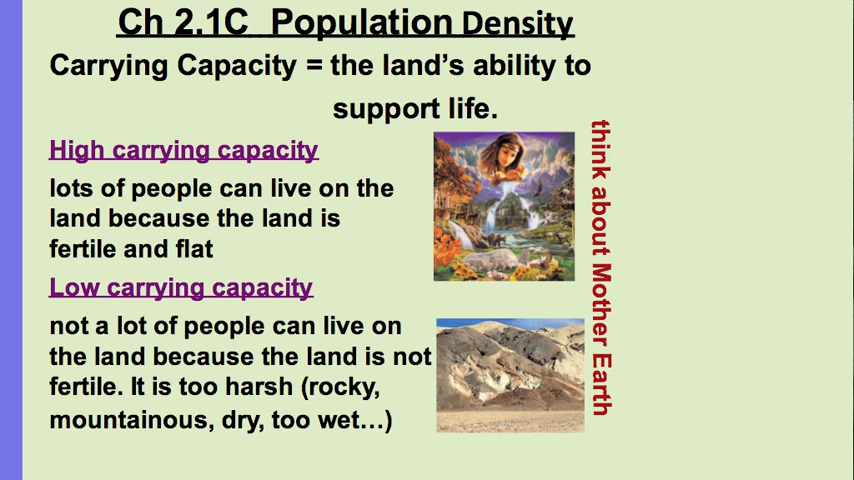 Ch 2.1C Population Density
Carrying Capacity = the land’s ability to
support life.
High carrying capacity
lots of people can live on the
land because the land is
fertile and flat
Low carrying capacity
not a lot of people can live on
the land because the land is not
fertile. It is too harsh (rocky,
mountainous, dry, too wet…)
think about Mother Earth